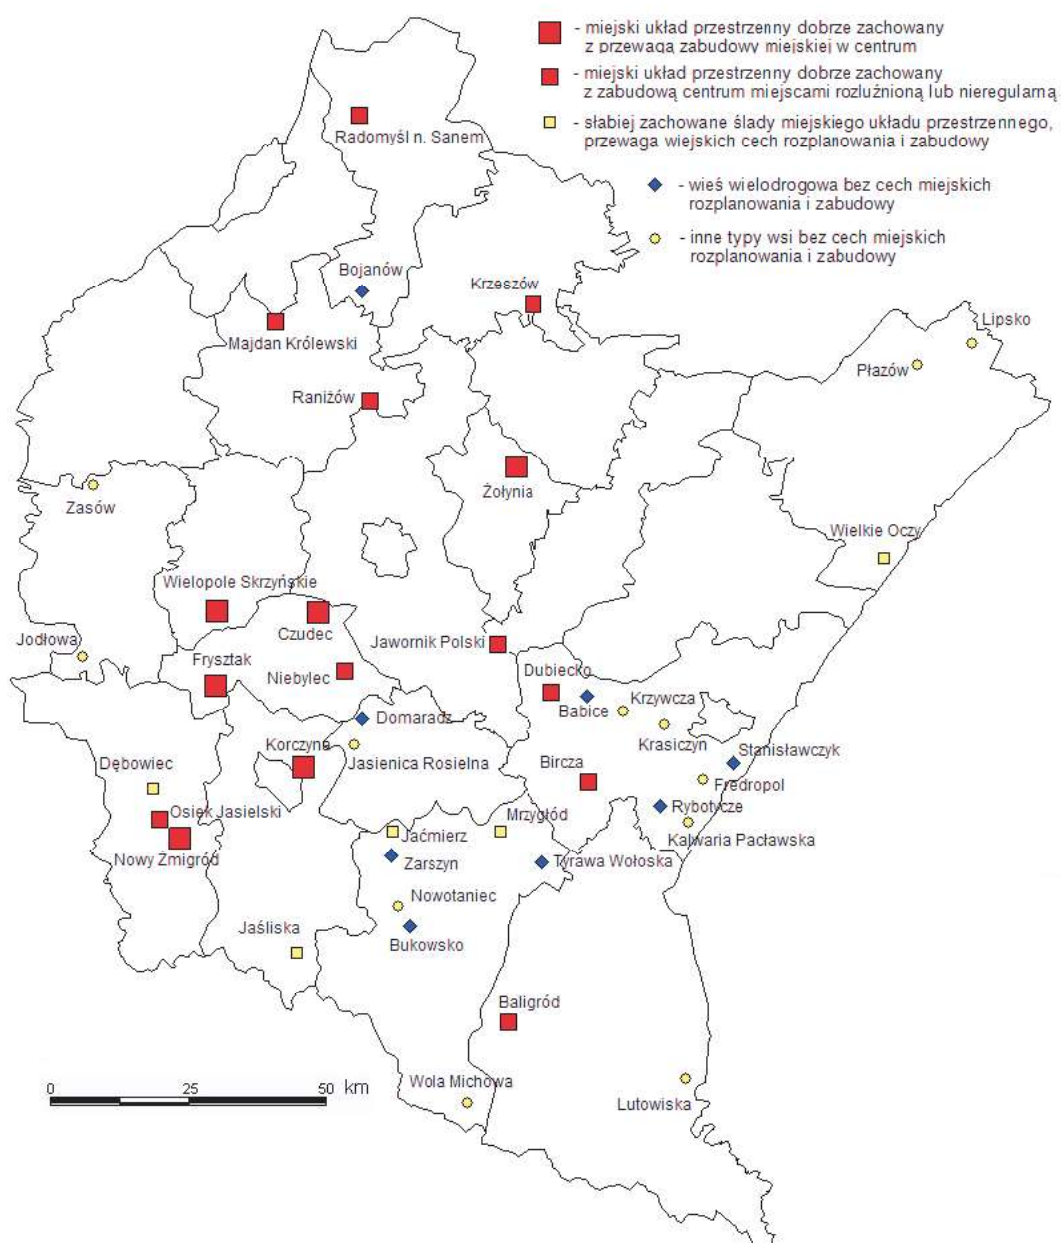 - miejski układ przestrzenny dobrze zachowany
z przewagą zabudowy miejskiej w centrum
- miejski układ przestrzenny dobrze zachowany
z zabudową centrum miejscami rozluźnioną lub nieregularną
- słabiej zachowane ślady miejskiego układu przestrzennego,
przewaga wiejskich cech rozplanowania i zabudowy
- wieś wielodrogowa bez cech miejskich
rozplanowania i zabudowy
- inne typy wsi bez cech miejskich
rozplanowania i zabudowy
Radomyśl n. Sanem
Bojanów
Krzeszów
Majdan Królewski
Lipsko
Płazów
Raniżów
Żołynia
Zasów
Wielkie Oczy
Wielopole Skrzyńskie
Czudec
Jodłowa
Jawornik Polski
Frysztak
Niebylec
Dubiecko
Babice
Krzywcza
Domaradz
Krasiczyn
Korczyna
Jasienica Rosielna
Stanisławczyk
Dębowiec
Bircza
Fredropol
Osiek Jasielski
Mrzygłód
Rybotycze
Jaćmierz
Kalwaria Pacławska
Nowy Żmigród
Zarszyn
Tyrawa Wołoska
Nowotaniec
Jaśliska
Bukowsko
Baligród
Wola Michowa
Lutowiska
0 25 50 km